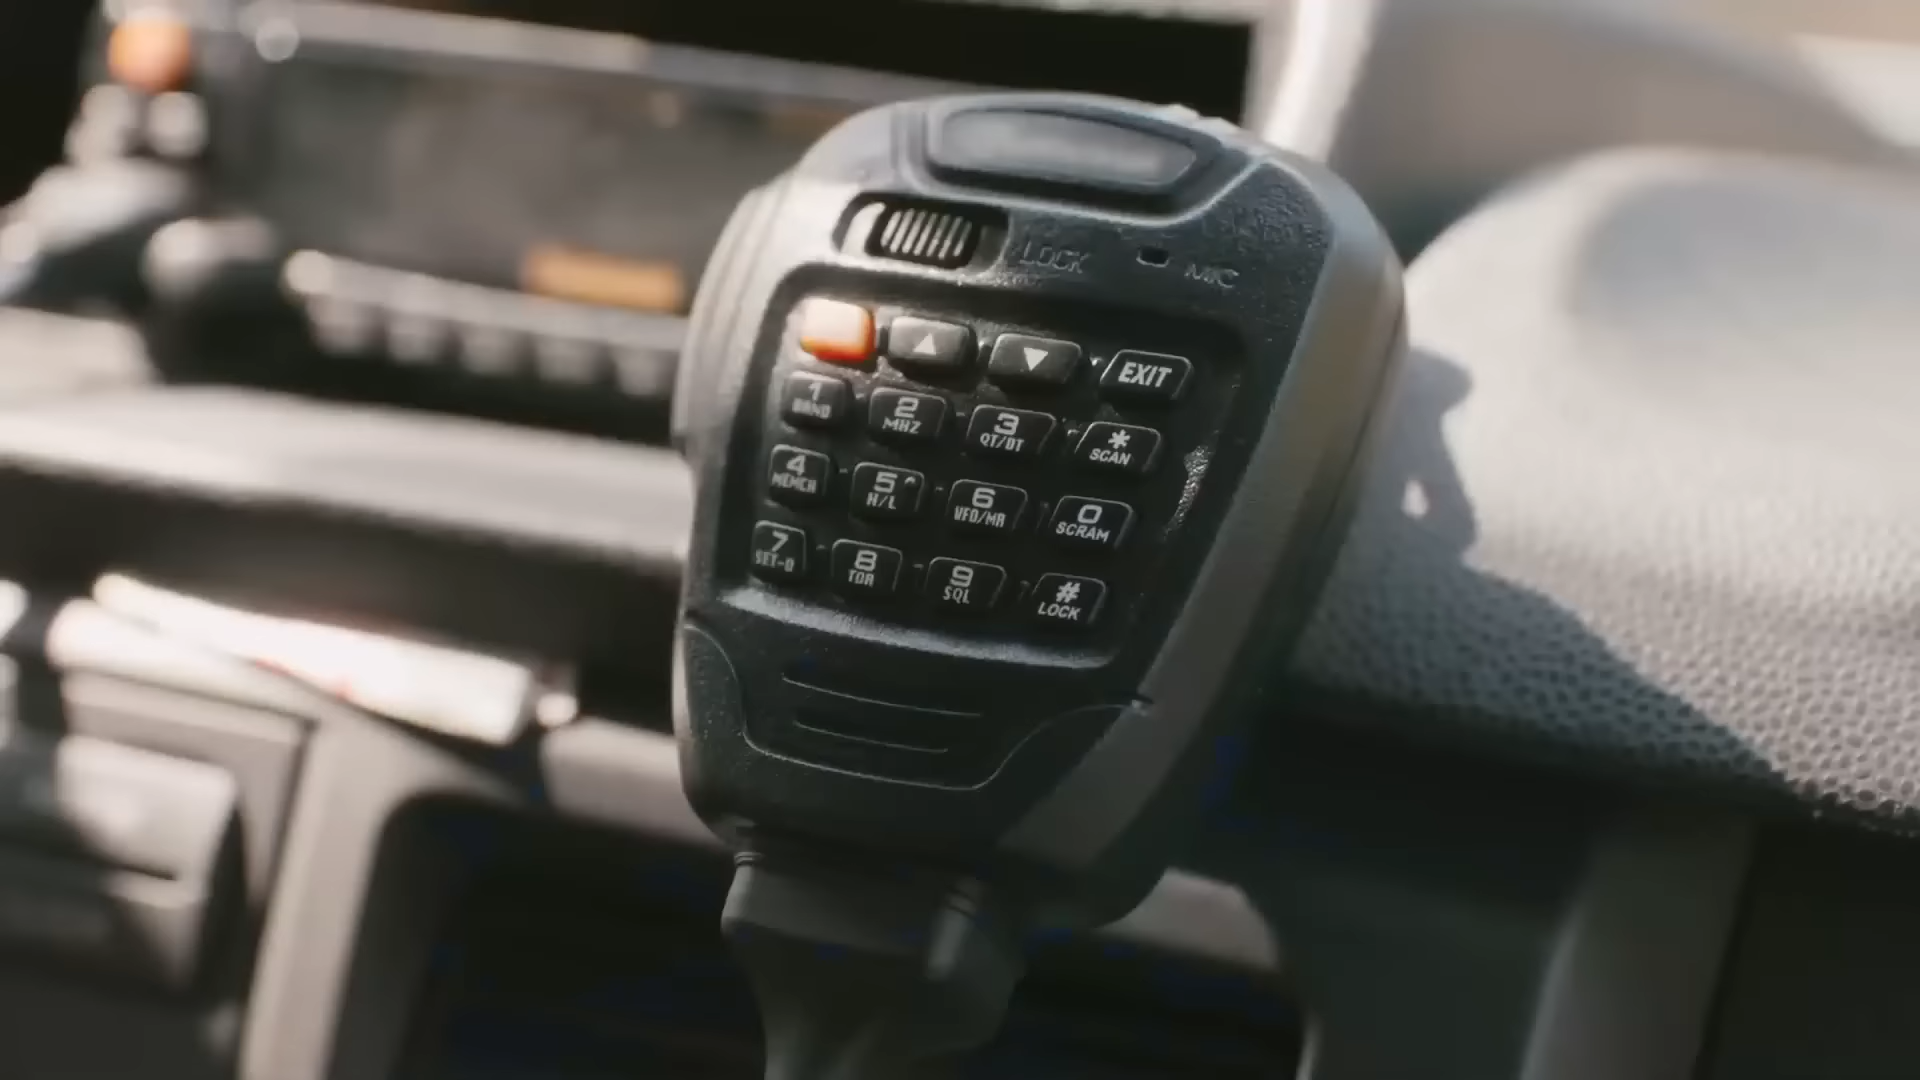 LOCK MIC
▲ ▼ EXIT
1 2 3 *
BAND MHZ QT/DT SCAN
4 5 6 0
MEMCH H/L VFO/MR SCRAM
7 8 9 #
SET-D TDR SQL LOCK